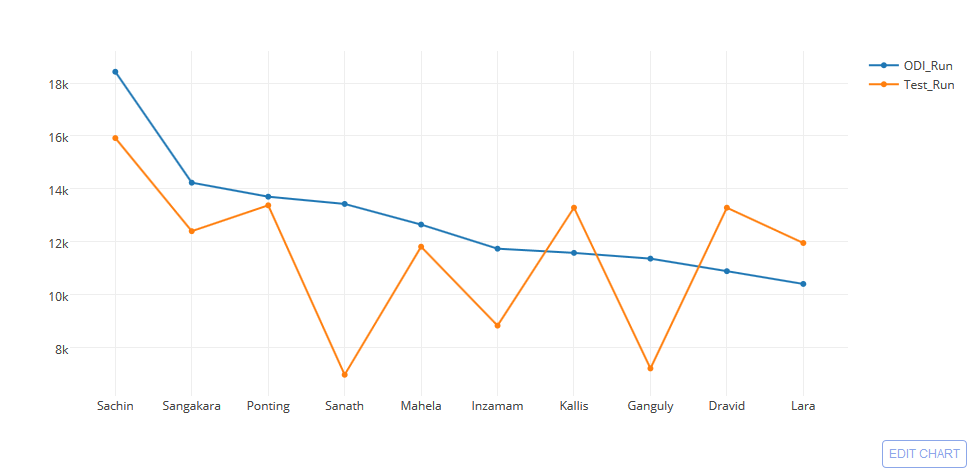 ODI_Run
Test_Run
18k
16k
14k
12k
10k
8k
Sachin Sangakara Ponting Sanath Mahela Inzamam Kallis Ganguly Dravid Lara
EDIT CHART